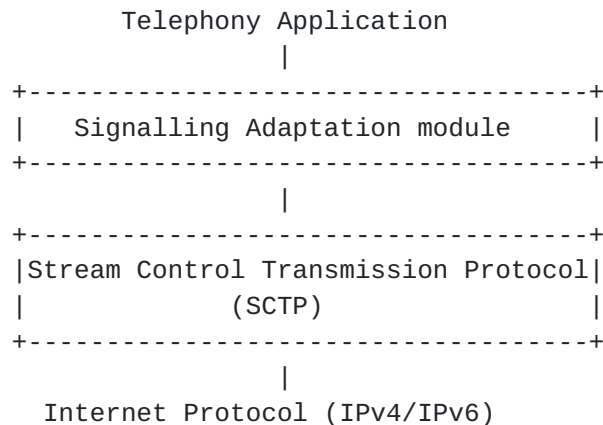 Telephony Application
|
+------------------------------------+
|   Signalling Adaptation module     |
+------------------------------------+
|
+------------------------------------+
|Stream Control Transmission Protocol|
|             (SCTP)                 |
+------------------------------------+
|
Internet Protocol (IPv4/IPv6)